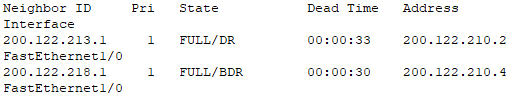 Neighbor ID Pri State Dead Time Address
Interface
200.122.213.1 1 FULL/DR 00:00:33 200.122.210.2
FastEthernet1/0
200.122.218.1 1 FULL/BDR 00:00:30 200.122.210.4
FastEthernet1/0